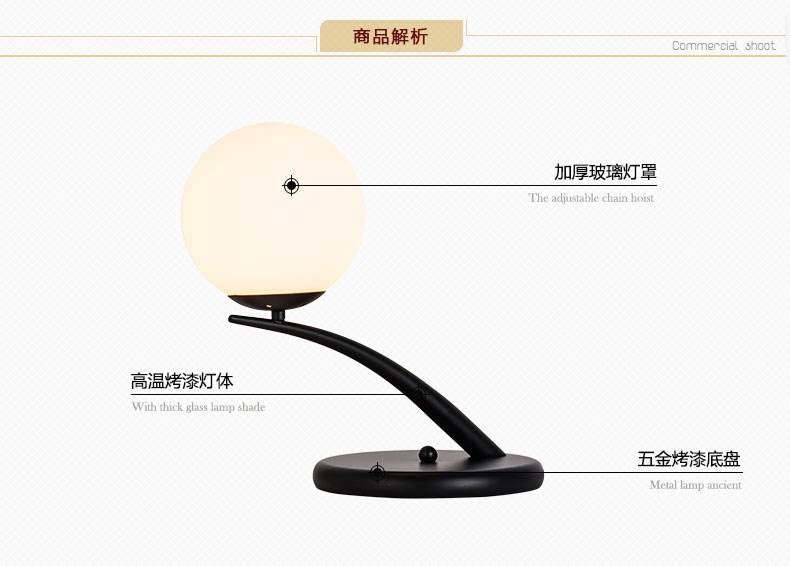 商品解析
Commercial shoot
加厚玻璃灯罩
The adjustable chain hoist
高温烤漆灯体
With thick glass lamp shade
五金烤漆底盘
Metal lamp ancient